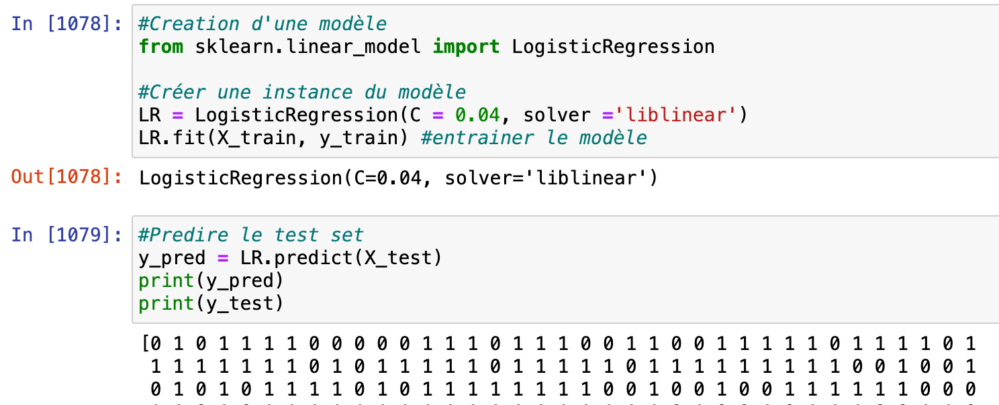 In [1078]: #Creation d'une modèle
from sklearn.linear_model import LogisticRegression
#Créer une instance du modèle
LR = LogisticRegression(C = 0.04, solver ='liblinear')
LR.fit(X_train, y_train) #entrainer le modèle
Out[1078]: LogisticRegression(C=0.04, solver='liblinear')
In [1079]: #Predire le test set
y_pred = LR.predict(X_test)
print(y_pred)
print(y_test)
[0 1 0 1 1 1 1 0 0 0 0 0 1 1 1 0 1 1 1 0 0 1 1 0 0 1 1 1 1 1 0 1 1 1 1 0 1
1 1 1 1 1 1 1 0 1 0 1 1 1 1 1 0 1 1 1 1 1 0 1 1 1 1 1 1 1 1 1 0 0 1 0 0 1
0 1 0 1 0 1 1 1 1 0 1 0 1 1 1 1 1 1 1 1 0 0 1 0 0 1 0 0 1 1 1 1 1 1 0 0 0